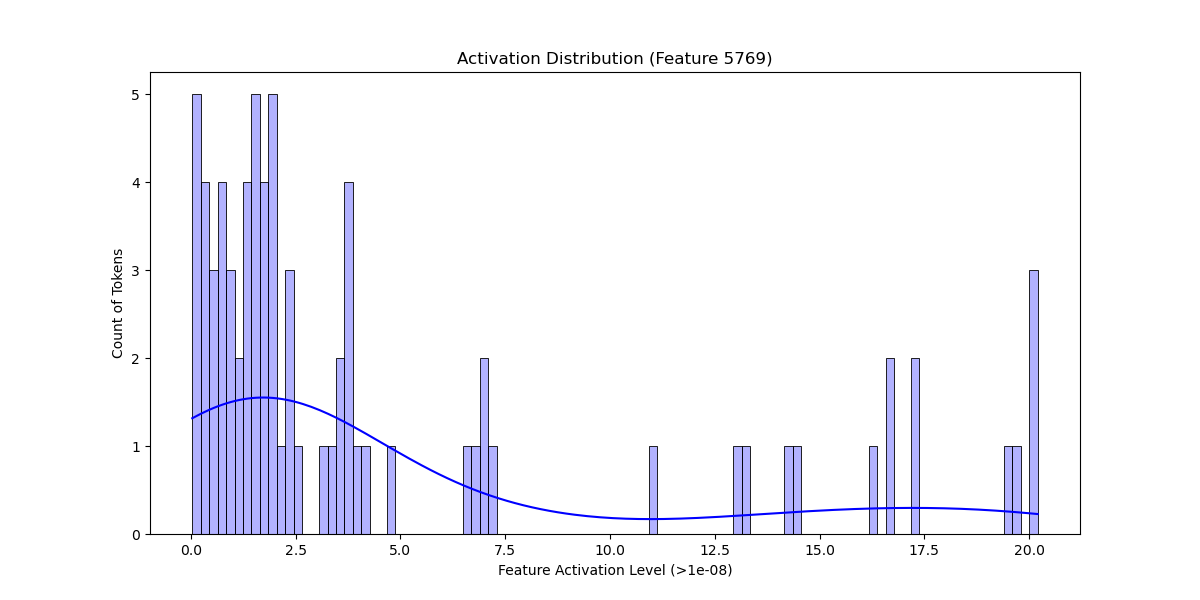 Activation Distribution (Feature 5769)
5
4
3
2
1
0
Count of Tokens
0.0 2.5 5.0 7.5 10.0 12.5 15.0 17.5 20.0
Feature Activation Level (>1e-08)